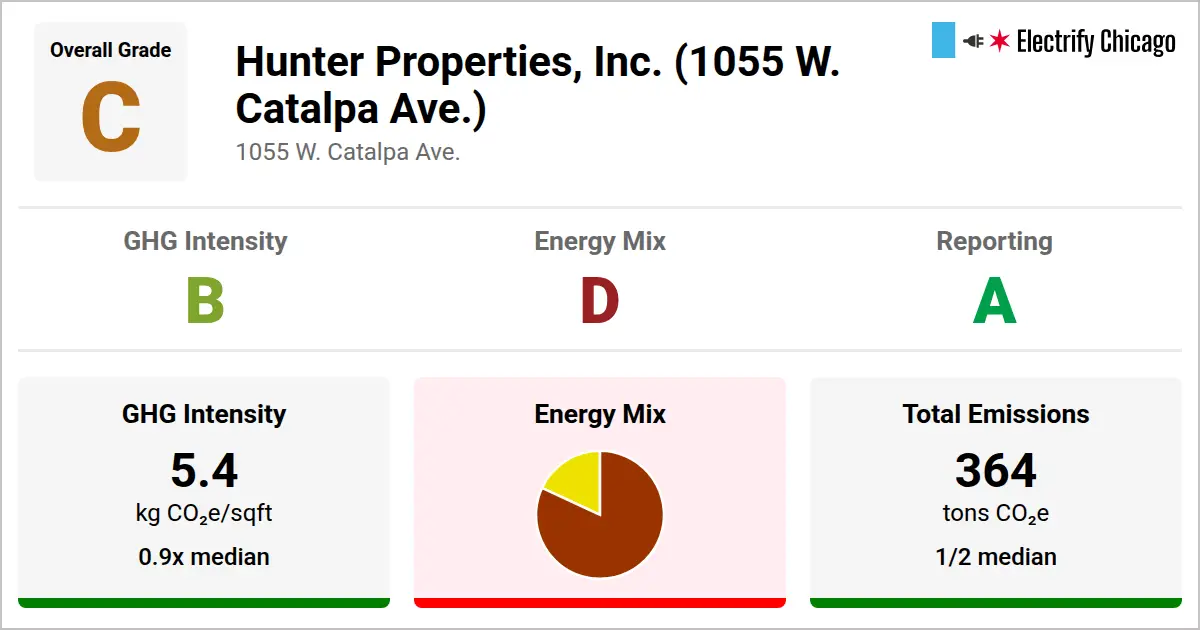 Overall Grade
C
Hunter Properties, Inc. (1055 W.
Catalpa Ave.)
1055 W. Catalpa Ave.
Electrify Chicago
GHG Intensity
B
Energy Mix
D
Reporting
A
GHG Intensity
5.4
kg CO₂e/sqft
0.9x median
Energy Mix
Total Emissions
364
tons CO₂e
1/2 median